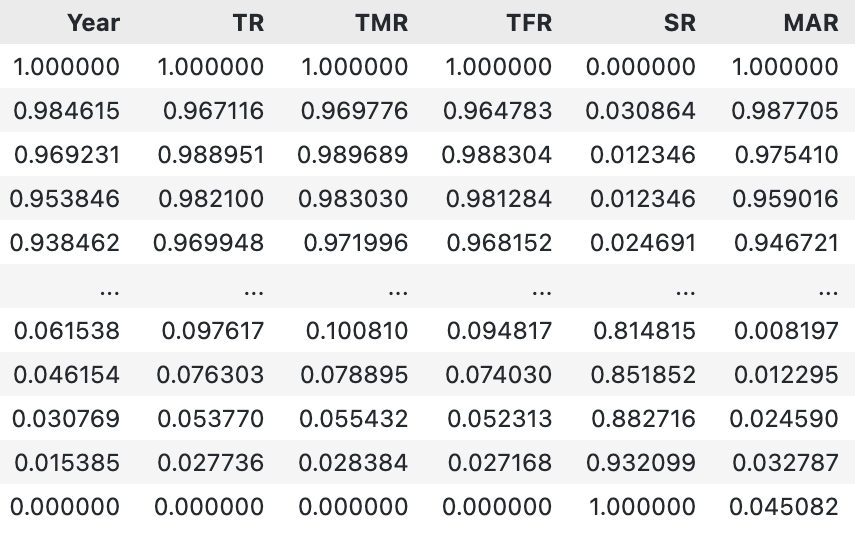 Year TR TMR TFR SR MAR
1.000000 1.000000 1.000000 1.000000 0.000000 1.000000
0.984615 0.967116 0.969776 0.964783 0.030864 0.987705
0.969231 0.988951 0.989689 0.988304 0.012346 0.975410
0.953846 0.982100 0.983030 0.981284 0.012346 0.959016
0.938462 0.969948 0.971996 0.968152 0.024691 0.946721
... ... ... ... ... ...
0.061538 0.097617 0.100810 0.094817 0.814815 0.008197
0.046154 0.076303 0.078895 0.074030 0.851852 0.012295
0.030769 0.053770 0.055432 0.052313 0.882716 0.024590
0.015385 0.027736 0.028384 0.027168 0.932099 0.032787
0.000000 0.000000 0.000000 0.000000 1.000000 0.045082